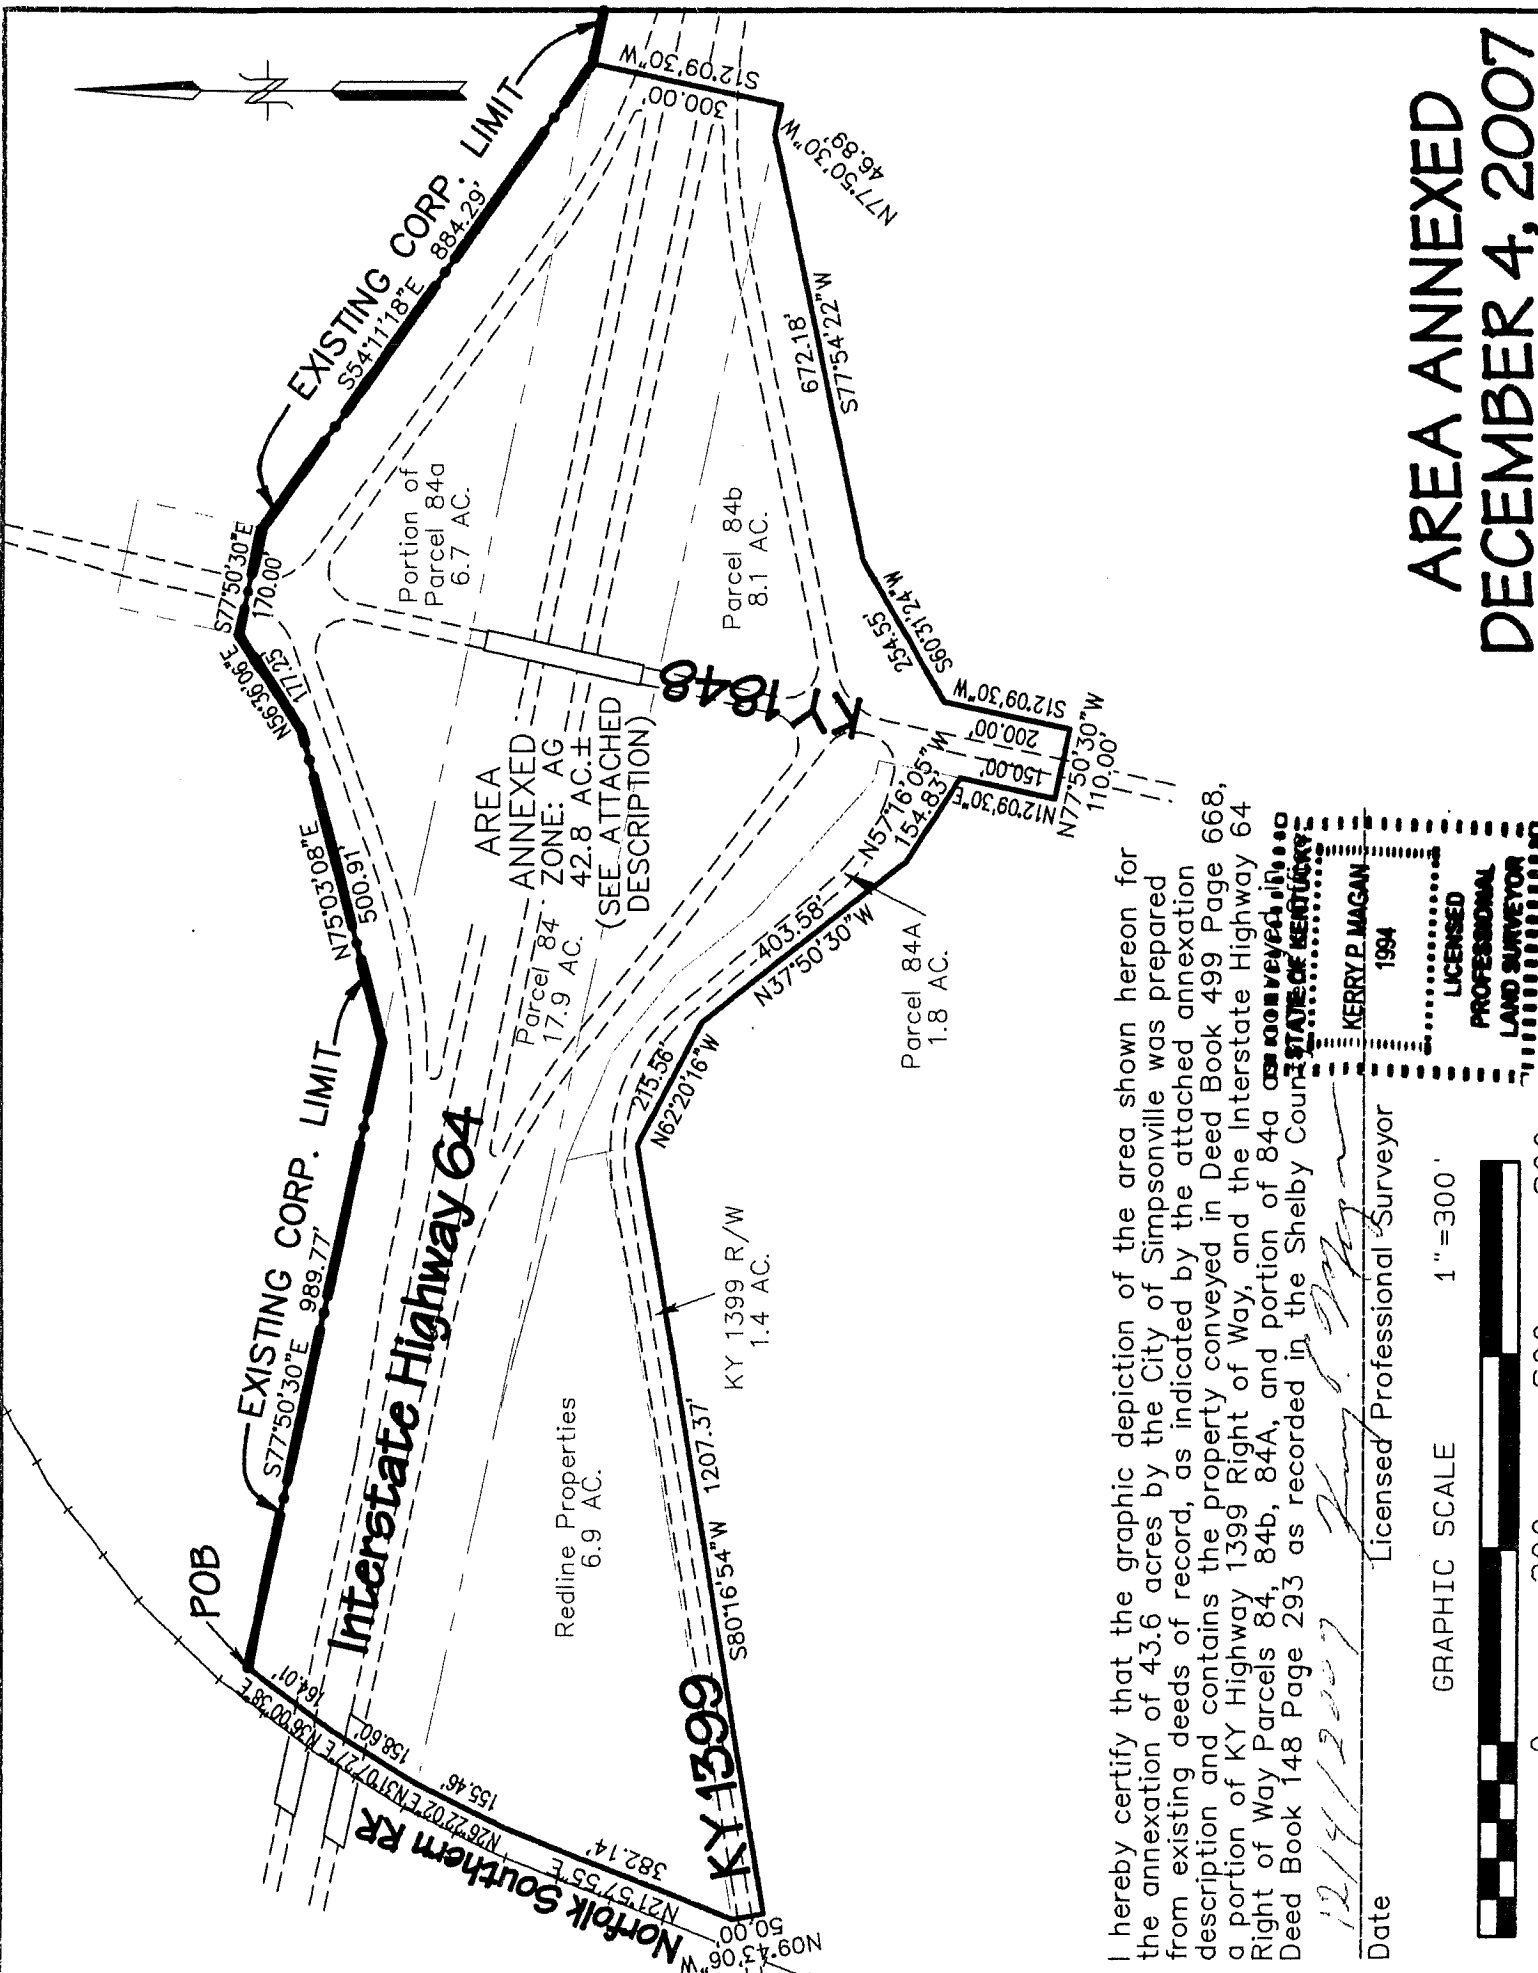 EXISTING CORP. LIMIT
S54°11'18"E 884.29'
S12°09'30"W
300.00'
N77°50'30"W
46.89'
S77°50'30"E
170.00'
N56°36'06"E
177.25'
N75°03'08"E
500.91'
EXISTING CORP. LIMIT
S77°50'30"E 989.77'
POB
Portion of
Parcel 84a
6.7 AC.
Parcel 84b
8.1 AC.
672.18'
S77°54'22"W
254.55'
S60°31'24"W
S12°09'30"W
200.00'
N77°50'30"W
110.00'
150.00'
N12°09'30"E
N57°16'05"W
154.83'
403.58'
N37°50'30"W
215.56'
N62°20'16"W
KY 1848
AREA
ANNEXED
ZONE: AG
42.8 AC.±
(SEE ATTACHED
DESCRIPTION)
Parcel 84
17.9 AC.
Parcel 84A
1.8 AC.
Interstate Highway 64
Redline Properties
6.9 AC.
KY 1399 R/W
1.4 AC.
S80°16'54"W 1207.37'
KY 1399
N36°00'38"E
164.01'
N31°07'27"E
158.60'
N26°22'02"E
155.46'
N21°57'55"E
382.14'
N09°43'06"W
50.00'
Norfolk Southern RR
AREA ANNEXED
DECEMBER 4, 2007
I hereby certify that the graphic depiction of the area shown hereon for
the annexation of 43.6 acres by the City of Simpsonville was prepared
from existing deeds of record, as indicated by the attached annexation
description and contains the property conveyed in Deed Book 499 Page 668,
a portion of KY Highway 1399 Right of Way, and the Interstate Highway 64
Right of Way Parcels 84, 84b, 84A, and portion of 84a as conveyed in
Deed Book 148 Page 293 as recorded in the Shelby County
STATE OF KENTUCKY
KERRY P. MAGAN
1994
LICENSED
PROFESSIONAL
LAND SURVEYOR
12/14/2007
Date
Licensed Professional Surveyor
GRAPHIC SCALE 1"=300'